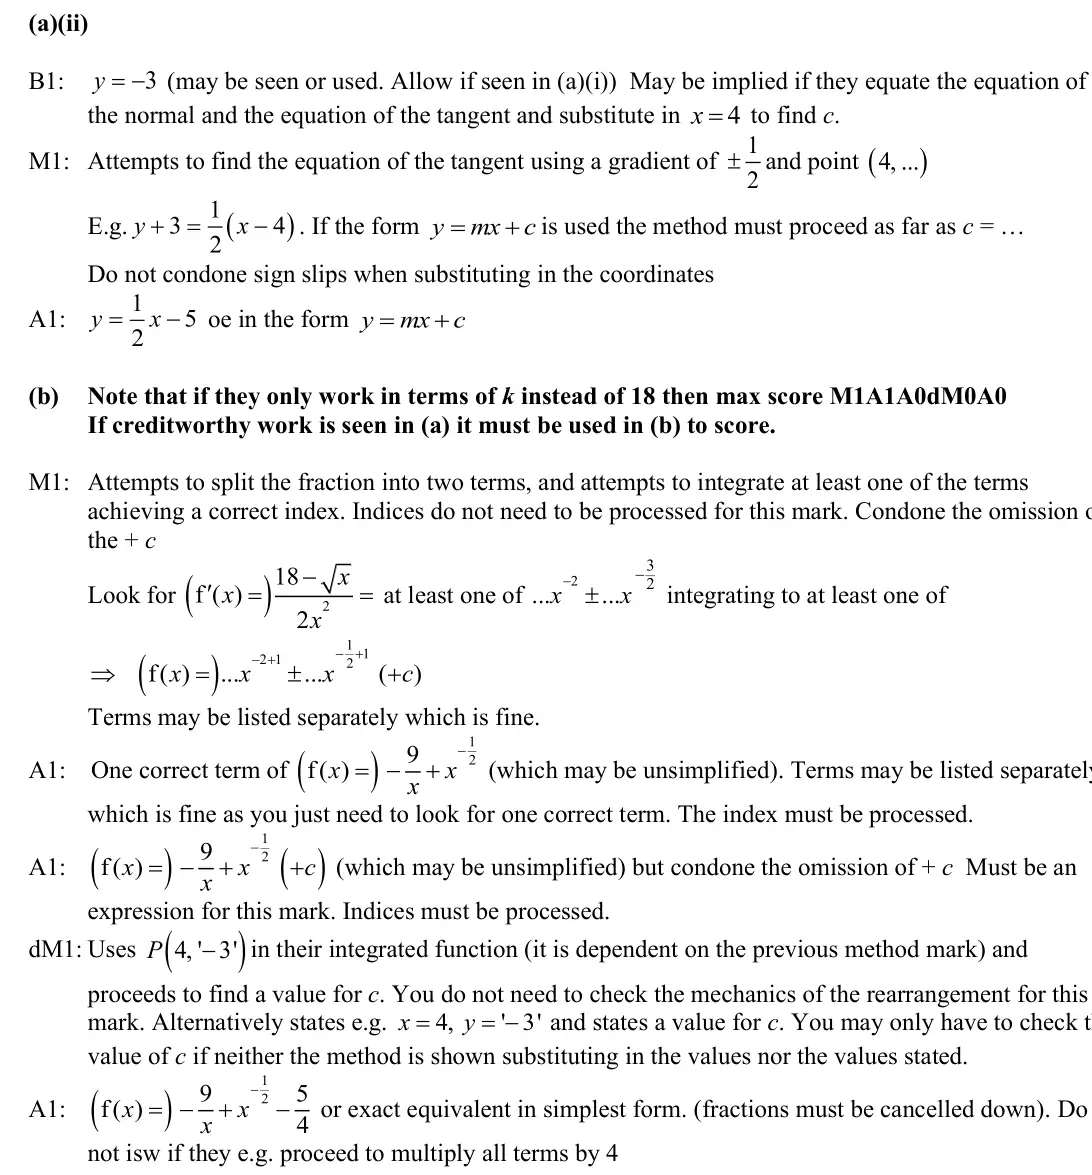 (a)(ii)
B1: y = −3 (may be seen or used. Allow if seen in (a)(i)) May be implied if they equate the equation of
the normal and the equation of the tangent and substitute in x = 4 to find c.
M1: Attempts to find the equation of the tangent using a gradient of ± 1/2 and point (4, ...)
E.g. y + 3 = 1/2 (x − 4). If the form y = mx + c is used the method must proceed as far as c = …
Do not condone sign slips when substituting in the coordinates
A1: y = 1/2 x − 5 oe in the form y = mx + c
(b) Note that if they only work in terms of k instead of 18 then max score M1A1A0dM0A0
If creditworthy work is seen in (a) it must be used in (b) to score.
M1: Attempts to split the fraction into two terms, and attempts to integrate at least one of the terms
achieving a correct index. Indices do not need to be processed for this mark. Condone the omission
the + c
Look for (f′(x) =) (18 − √x)/(2x^2) = at least one of ...x^(−2) ± ...x^(−3/2) integrating to at least one of
⇒ (f(x) =) ...x^(−2+1) ± ...x^(−1/2+1) (+c)
Terms may be listed separately which is fine.
A1: One correct term of (f(x) =) − 9/x + x^(−1/2) (which may be unsimplified). Terms may be listed separately
which is fine as you just need to look for one correct term. The index must be processed.
A1: (f(x) =) − 9/x + x^(−1/2) (+c) (which may be unsimplified) but condone the omission of + c Must be an
expression for this mark. Indices must be processed.
dM1: Uses P(4, '−3') in their integrated function (it is dependent on the previous method mark) and
proceeds to find a value for c. You do not need to check the mechanics of the rearrangement for this
mark. Alternatively states e.g. x = 4, y = '−3' and states a value for c. You may only have to check
value of c if neither the method is shown substituting in the values nor the values stated.
A1: (f(x) =) − 9/x + x^(−1/2) − 5/4 or exact equivalent in simplest form. (fractions must be cancelled down). Do
not isw if they e.g. proceed to multiply all terms by 4